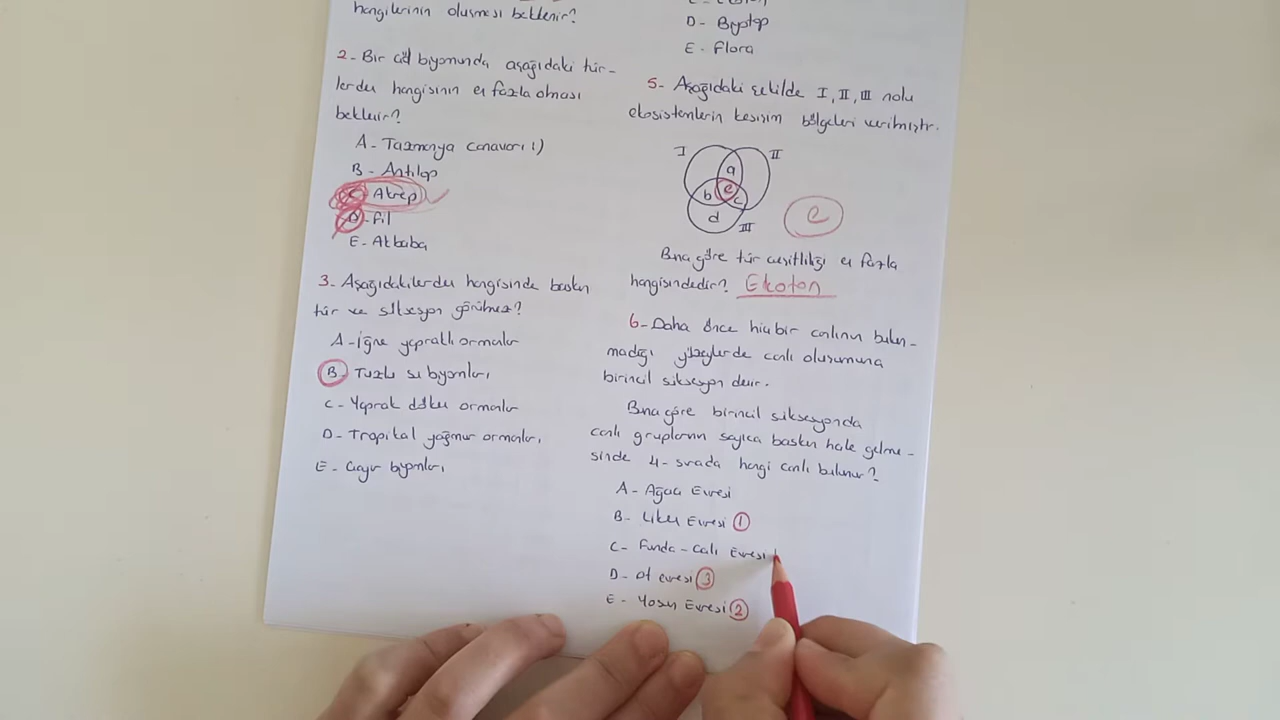 hangilerinin oluşması beklenir?
2- Bir çöl biyomunda aşağıdaki tür-
lerden hangisinin en fazla olması
beklenir?
A- Tazmanya canavarı :)
B- Antilop
C- Akrep
D- Fil
E- Akbaba
3- Aşağıdakilerden hangisinde baskın
tür ve süksesyon görülmez?
A- İğne yapraklı ormanlar
B- Tuzlu su biyomları
C- Yaprak döken ormanlar
D- Tropikal yağmur ormanları
E- Çayır biyomları
D- Biyotop
E- Flora
5- Aşağıdaki şekilde I, II, III nolu
ekosistemlerin kesişim bölgeleri verilmiştir.
I
II
a
b
e
c
d
III
e
Buna göre tür çeşitliliği en fazla
hangisindedir? Ekoton
6- Daha önce hiçbir canlının bulun-
madığı yüzeylerde canlı oluşumuna
birincil süksesyon denir.
Buna göre birincil süksesyonda
canlı gruplarının sayıca baskın hale gelme-
sinde 4. sırada hangi canlı bulunur?
A- Ağaç Evresi
B- Liken Evresi 1
C- Funda-Çalı Evresi
D- Ot evresi 3
E- Yosun Evresi 2